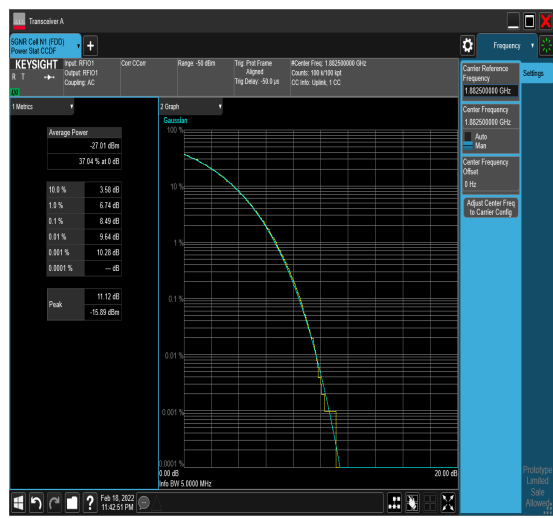 Transceiver A
5GNR Cell N1 (FDD)
Power Stat CCDF
Frequency
KEYSIGHT
R T
Input: RFIO1
Output: RFIO1
Coupling: AC
Corr CCorr
Range: -50 dBm
Trig: Prst Frame
Aligned
Trig Delay: -50.0 µs
#Center Freq: 1.882500000 GHz
Counts: 100 k/100 kpt
CC Info: Uplink, 1 CC
1 Metrics
Average Power
-27.01 dBm
37.04 % at 0 dB
10.0 % 3.58 dB
1.0 % 6.74 dB
0.1 % 8.49 dB
0.01 % 9.64 dB
0.001 % 10.28 dB
0.0001 % --- dB
Peak
11.12 dB
-15.89 dBm
2 Graph
Gaussian
100 %
10 %
1 %
0.1 %
0.01 %
0.001 %
0.0001 %
0.00 dB
20.00 dB
Info BW 5.0000 MHz
Carrier Reference
Frequency
1.882500000 GHz
Center Frequency
1.882500000 GHz
Auto
Man
Center Frequency
Offset
0 Hz
Adjust Center Freq
to Carrier Config
Settings
Prototype
Limited
Sale
Allowed
?
Feb 18, 2022
11:42:51 PM